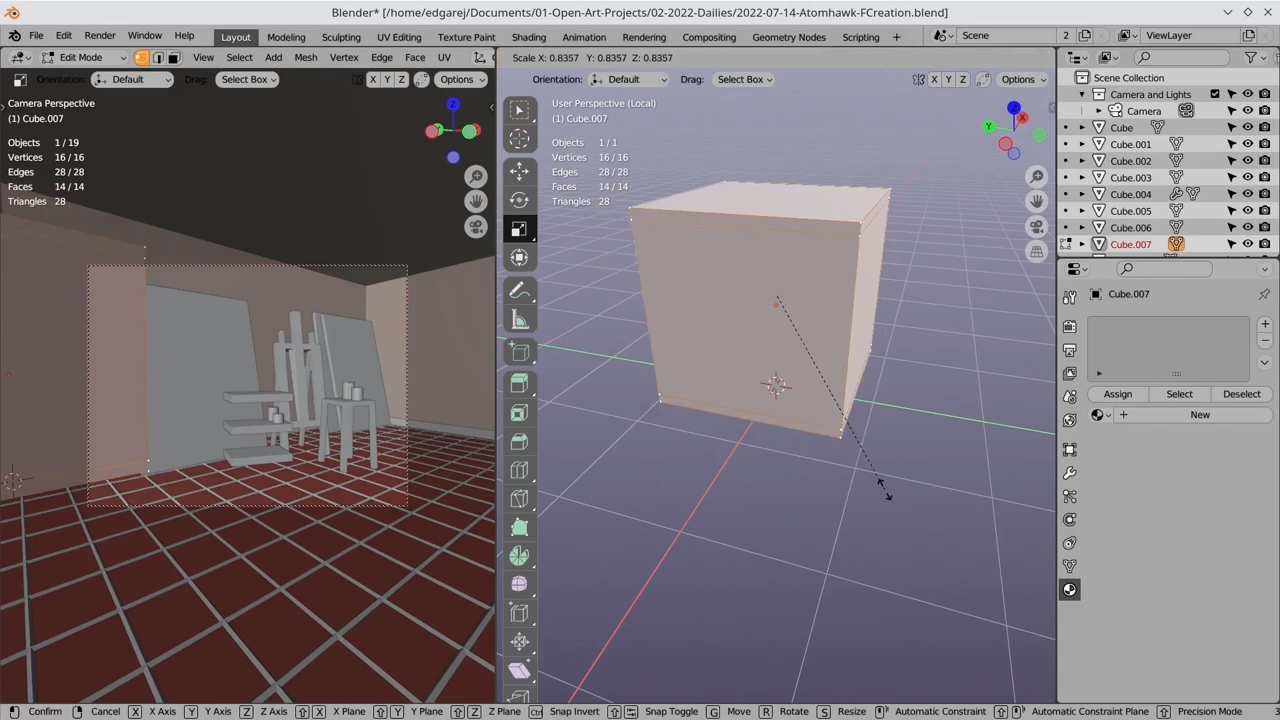 Blender* [/home/edgarej/Documents/01-Open-Art-Projects/02-2022-Dailies/2022-07-14-Atomhawk-FCreation.blend]
File Edit Render Window Help Layout Modeling Sculpting UV Editing Texture Paint Shading Animation Rendering Compositing Geometry Nodes Scripting + Scene 2 ViewLayer
Edit Mode View Select Add Mesh Vertex Edge Face UV Scale X: 0.8357 Y: 0.8357 Z: 0.8357
Orientation: Default Drag: Select Box X Y Z Options Orientation: Default Drag: Select Box X Y Z Options
Scene Collection
Camera and Lights
Camera
Cube
Cube.001
Cube.002
Cube.003
Cube.004
Cube.005
Cube.006
Cube.007
Camera Perspective
(1) Cube.007
Objects 1 / 19
Vertices 16 / 16
Edges 28 / 28
Faces 14 / 14
Triangles 28
Z
User Perspective (Local)
(1) Cube.007
Objects 1 / 1
Vertices 16 / 16
Edges 28 / 28
Faces 14 / 14
Triangles 28
Z
X
Y
Cube.007
Assign Select Deselect
+ New
Confirm Cancel X X Axis Y Y Axis Z Z Axis X X Plane Y Y Plane Z Z Plane Ctrl Snap Invert Snap Toggle G Move R Rotate S Resize Automatic Constraint Automatic Constraint Plane Precision Mode